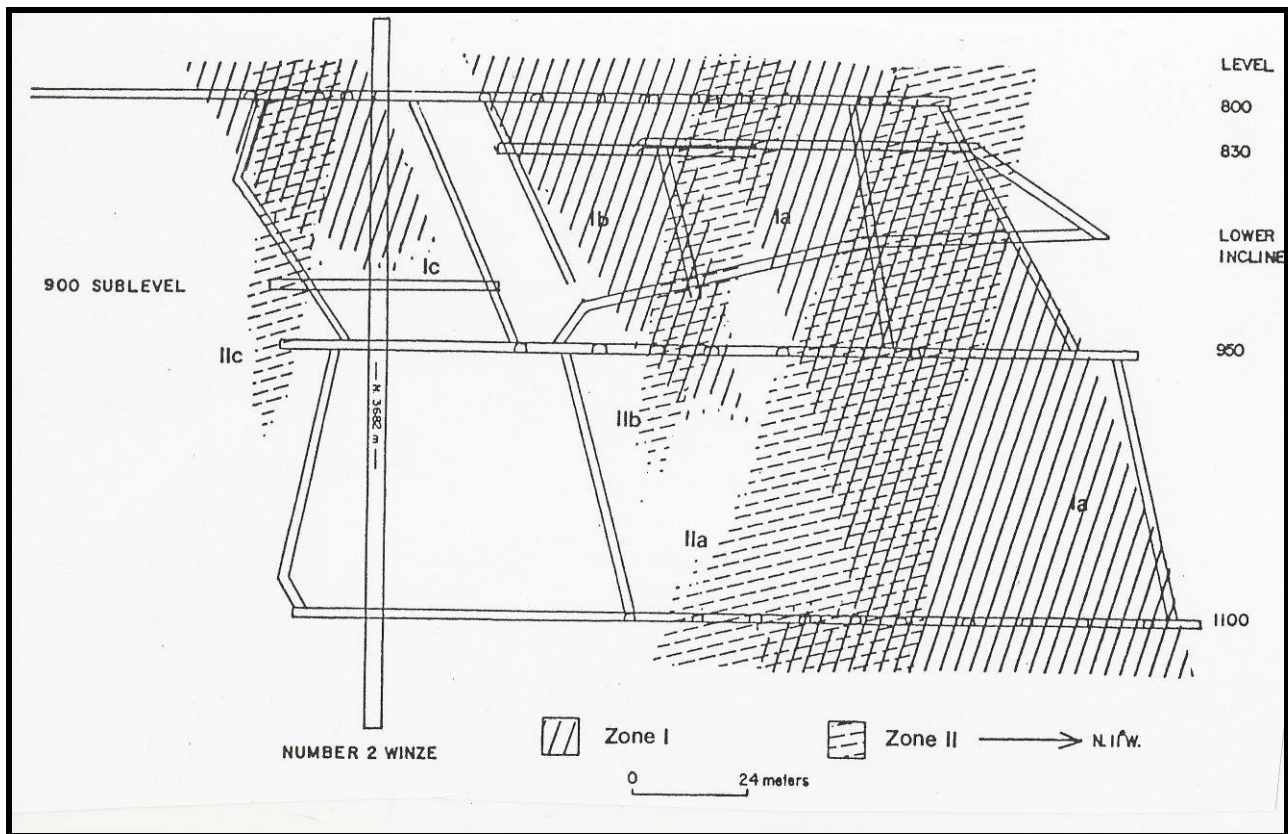 LEVEL
800
830
Ib
Ia
LOWER
INCLINE
Ic
900 SUBLEVEL
950
IIc
N 3682 m
IIb
Ia
IIa
1100
NUMBER 2 WINZE
Zone I
Zone II
N. 11° W.
0 24 meters